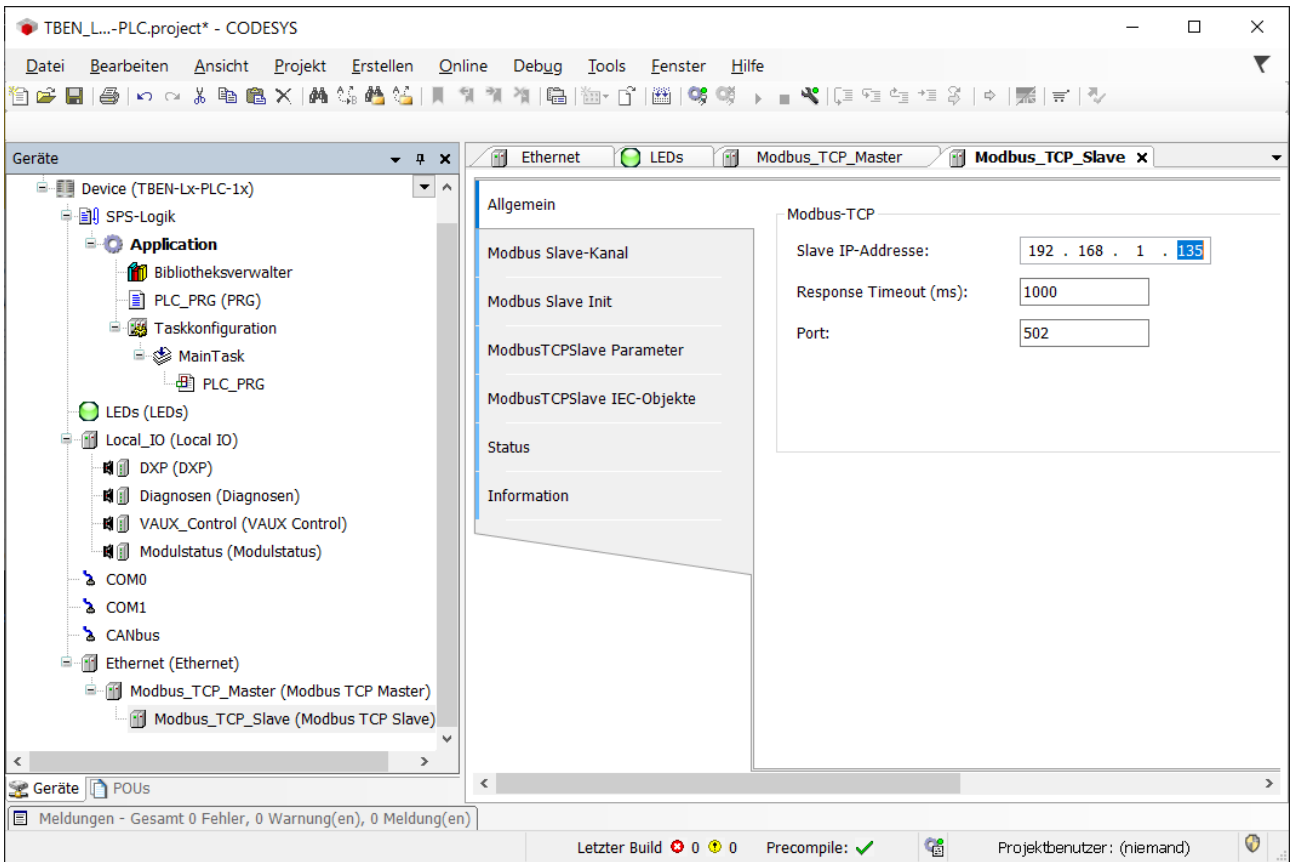 TBEN_L...-PLC.project* - CODESYS
Datei Bearbeiten Ansicht Projekt Erstellen Online Debug Tools Fenster Hilfe
Geräte
Device (TBEN-Lx-PLC-1x)
SPS-Logik
Application
Bibliotheksverwalter
PLC_PRG (PRG)
Taskkonfiguration
MainTask
PLC_PRG
LEDs (LEDs)
Local_IO (Local IO)
DXP (DXP)
Diagnosen (Diagnosen)
VAUX_Control (VAUX Control)
Modulstatus (Modulstatus)
COM0
COM1
CANbus
Ethernet (Ethernet)
Modbus_TCP_Master (Modbus TCP Master)
Modbus_TCP_Slave (Modbus TCP Slave)
Geräte POUs
Ethernet LEDs Modbus_TCP_Master Modbus_TCP_Slave
Allgemein
Modbus Slave-Kanal
Modbus Slave Init
ModbusTCPSlave Parameter
ModbusTCPSlave IEC-Objekte
Status
Information
Modbus-TCP
Slave IP-Addresse: 192 . 168 . 1 . 135
Response Timeout (ms): 1000
Port: 502
Meldungen - Gesamt 0 Fehler, 0 Warnung(en), 0 Meldung(en)
Letzter Build 0 0 Precompile: Projektbenutzer: (niemand)